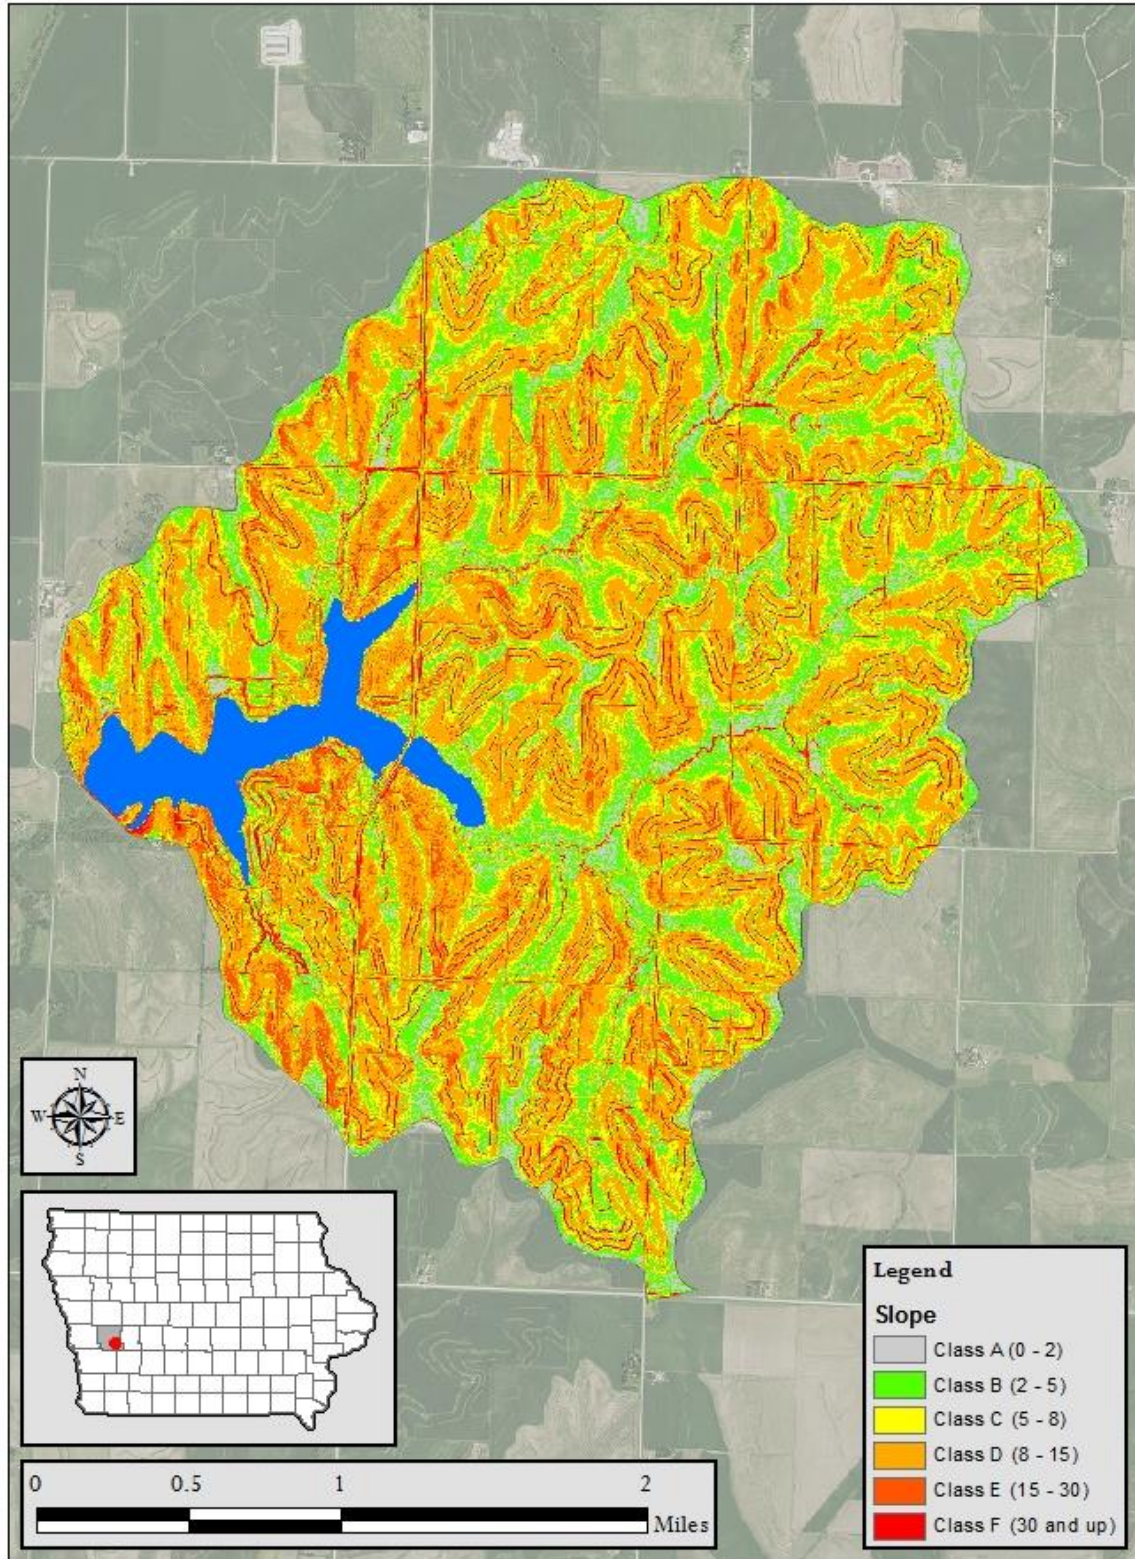 N
W E
S
Legend
Slope
Class A (0 - 2)
Class B (2 - 5)
Class C (5 - 8)
Class D (8 - 15)
Class E (15 - 30)
Class F (30 and up)
0 0.5 1 2
Miles